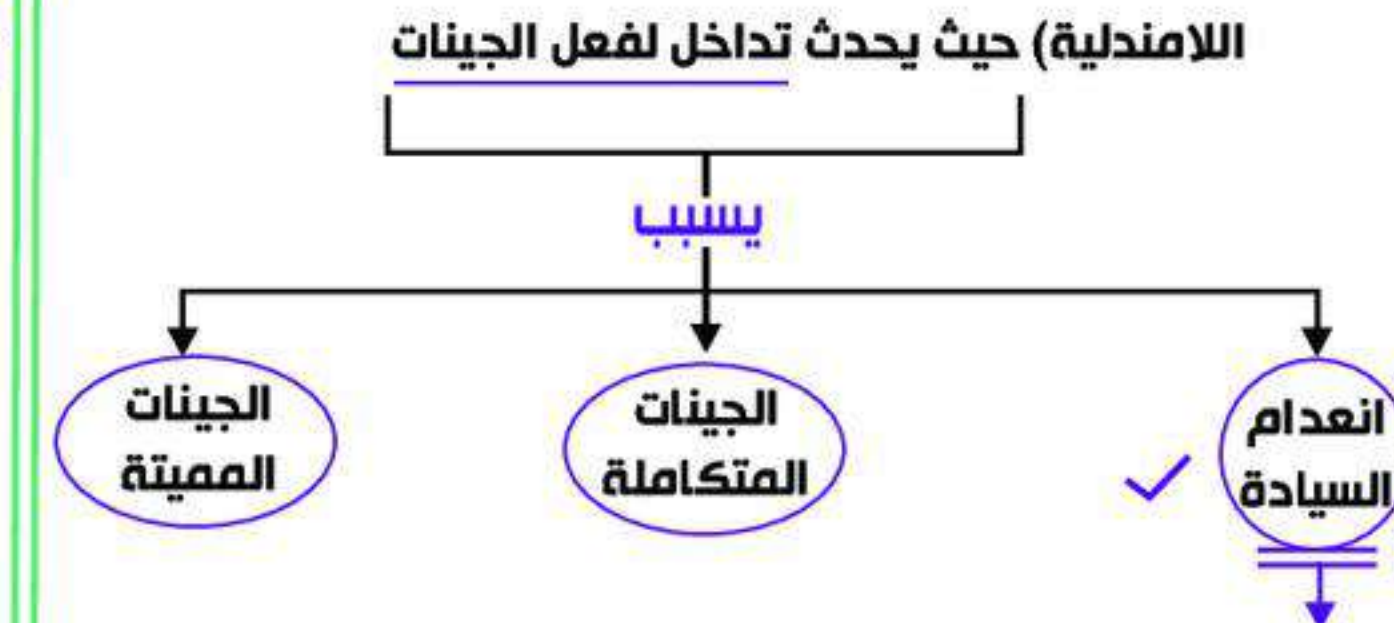 اللامندلية) حيث يحدث تداخل لفعل الجينات
يسبب
انعدام
السيادة
الجينات
المتكاملة
الجينات
المميتة